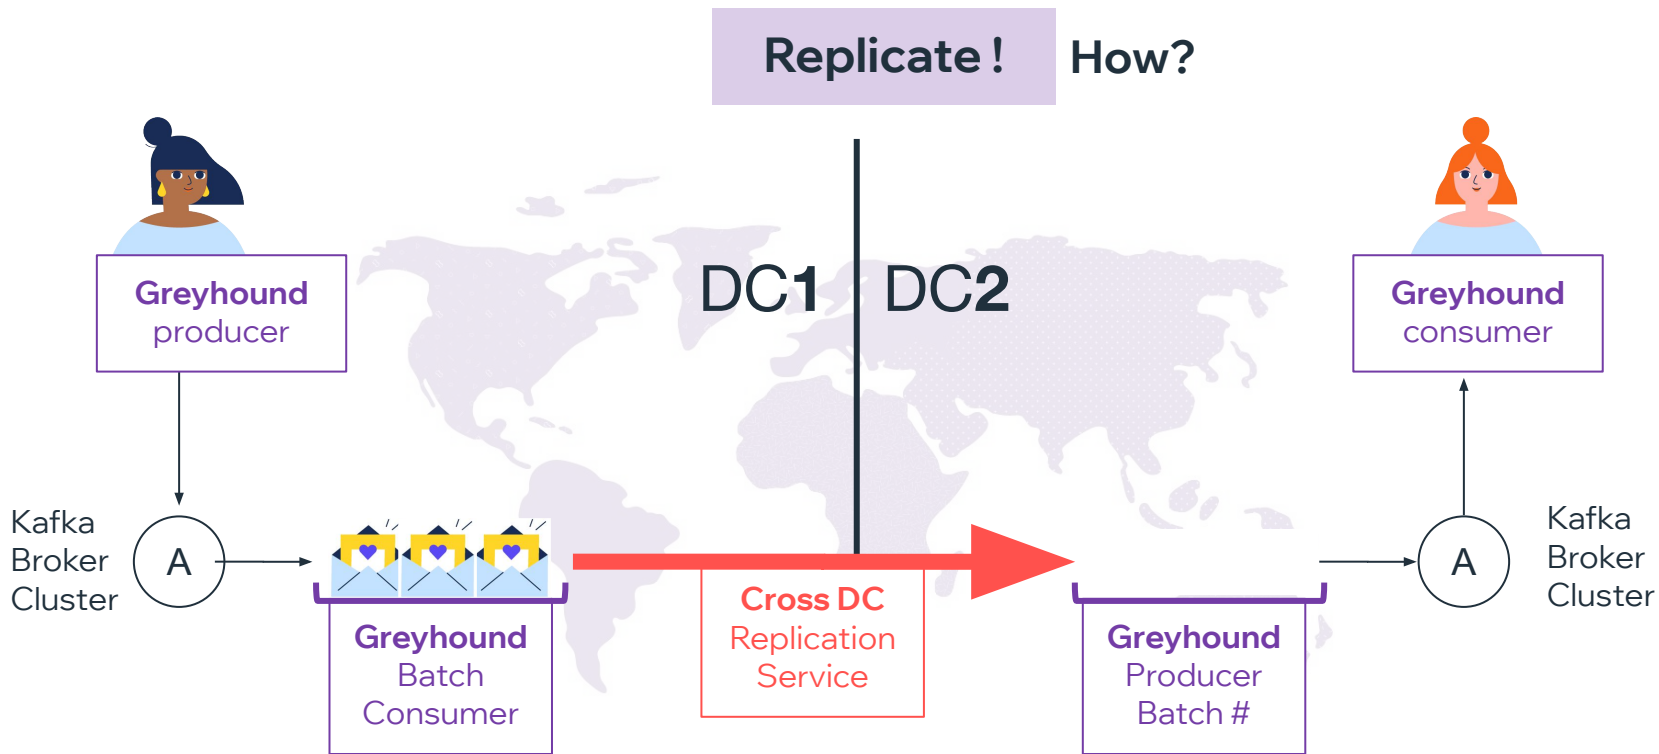 Replicate ! How?
DC1 DC2
Greyhound
producer
Greyhound
consumer
Kafka
Broker
Cluster
A
Greyhound
Batch
Consumer
Cross DC
Replication
Service
Greyhound
Producer
Batch #
A
Kafka
Broker
Cluster